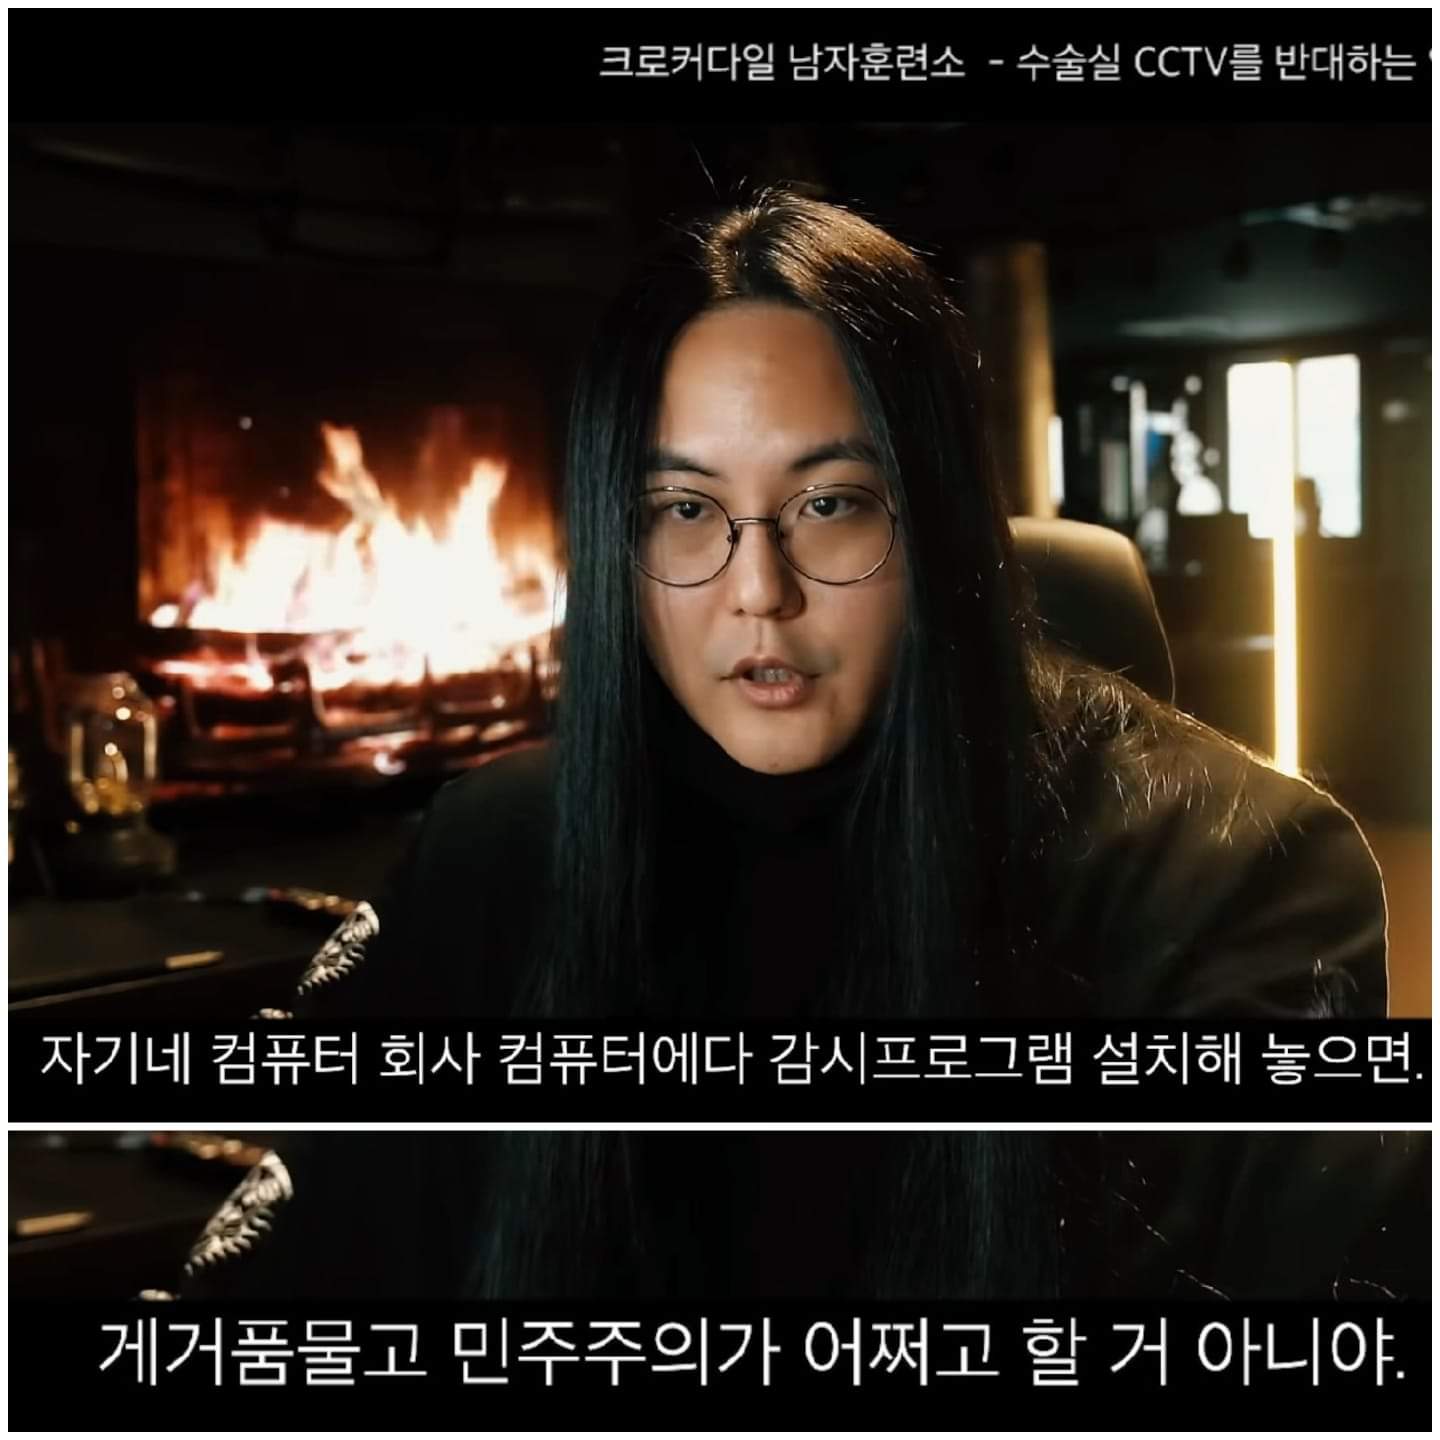 크로커다일 남자훈련소 - 수술실 CCTV를 반대하는
자기네 컴퓨터 회사 컴퓨터에다 감시프로그램 설치해 놓으면.
게거품물고 민주주의가 어쩌고 할 거 아니야.